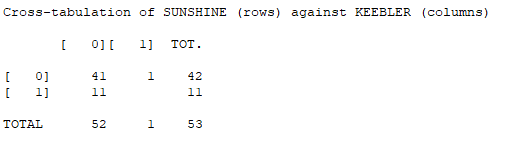 Cross-tabulation of SUNSHINE (rows) against KEEBLER (columns)
[ 0][ 1] TOT.
[ 0] 41 1 42
[ 1] 11 11
TOTAL 52 1 53